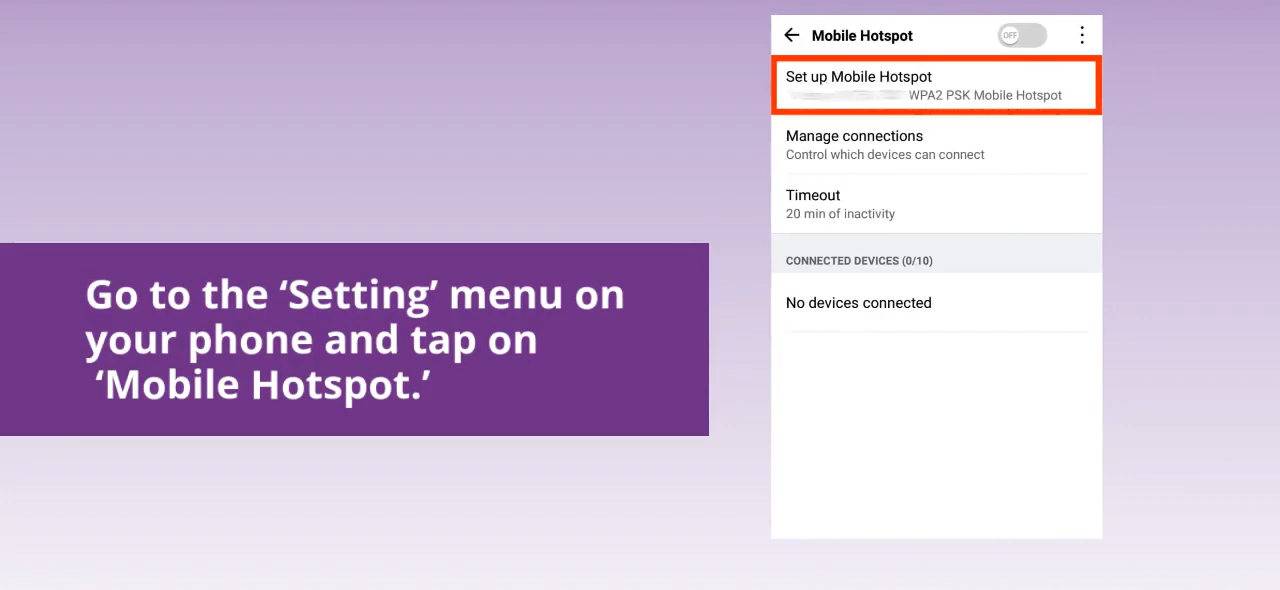 Go to the ‘Setting’ menu on
your phone and tap on
‘Mobile Hotspot.’
Mobile Hotspot
OFF
Set up Mobile Hotspot
WPA2 PSK Mobile Hotspot
Manage connections
Control which devices can connect
Timeout
20 min of inactivity
CONNECTED DEVICES (0/10)
No devices connected